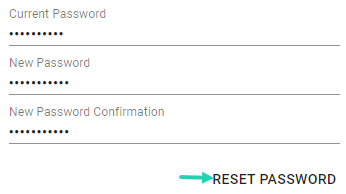 Current Password
••••••••••
New Password
•••••••••••
New Password Confirmation
•••••••••••
RESET PASSWORD